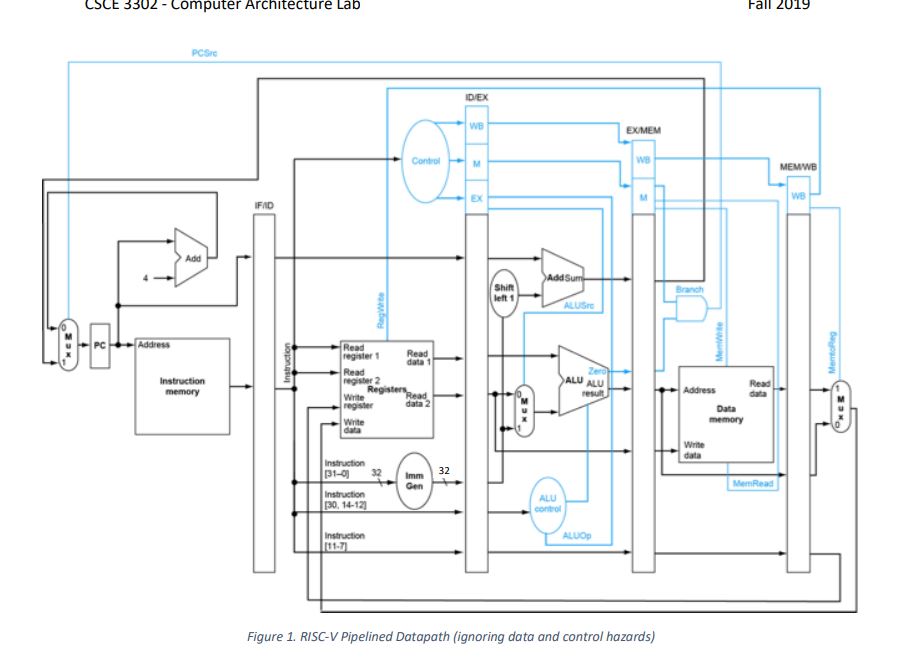 CSCE 3302 - Computer Architecture Lab Fall 2019
PCSrc
ID/EX
WB
EX/MEM
Control
M
WB
MEM/WB
EX
M
WB
IF/ID
Add
4
Add Sum
Shift
left 1
Branch
ALUSrc
RegWrite
MemWrite
MemtoReg
0
M
u
x
1
PC
Address
Instruction
memory
Instruction
Read
register 1
Read
data 1
Read
register 2
Registers
Write
register
Read
data 2
Write
data
0
M
u
x
1
Zero
ALU
ALU
result
Address
Read
data
Data
memory
Write
data
1
M
u
x
0
Instruction
[31–0]
32
Imm
Gen
32
MemRead
Instruction
[30, 14-12]
ALU
control
ALUOp
Instruction
[11-7]
Figure 1. RISC-V Pipelined Datapath (ignoring data and control hazards)